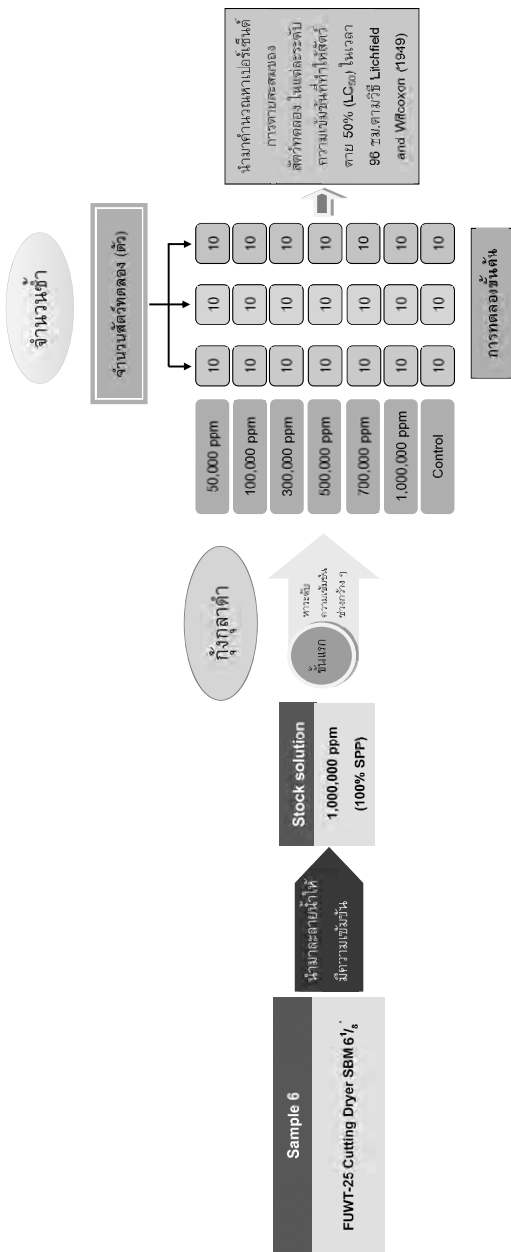 Sample 6
FUWT-25 Cutting Dryer SBM 6 1/8"
นำมาละลายน้ำให้
มีความเข้มข้น
Stock solution
1,000,000 ppm
(100% SPP)
กุ้งกุลาดำ
ขั้นแรก
หาระดับ
ความเข้มข้น
ช่วงกว้าง ๆ
จำนวนซ้ำ
จำนวนสัตว์ทดลอง (ตัว)
50,000 ppm 10 10 10
100,000 ppm 10 10 10
300,000 ppm 10 10 10
500,000 ppm 10 10 10
700,000 ppm 10 10 10
1,000,000 ppm 10 10 10
Control 10 10 10
การทดลองขั้นต้น
นำมาคำนวณหาเปอร์เซ็นต์
การตายสะสมของ
สัตว์ทดลอง ในแต่ละระดับ
ความเข้มข้นที่ทำให้สัตว์
ตาย 50% (LC50) ในเวลา
96 ชม.ตามวิธี Litchfield
and Wilcoxon (1949)